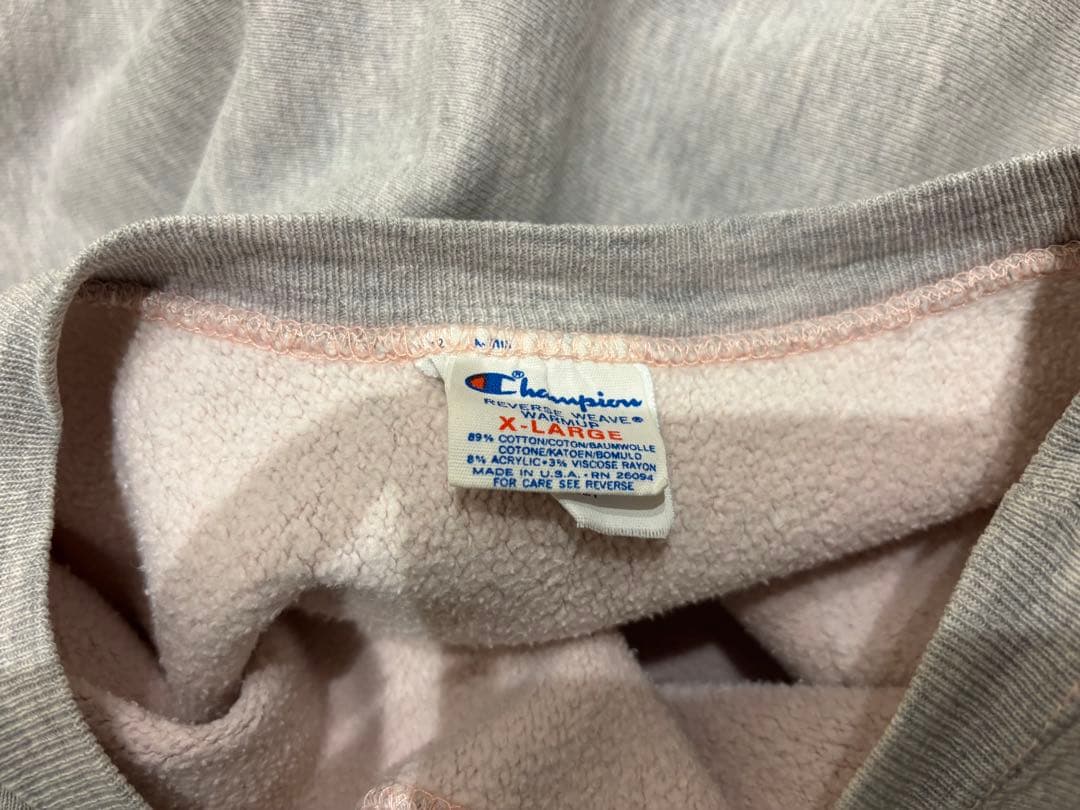 Champion®
REVERSE WEAVE®
WARMUP
X-LARGE
89% COTTON/COTON/BAUMWOLLE
COTONE/KATOEN/BOMULD
8% ACRYLIC • 3% VISCOSE RAYON
MADE IN U.S.A. • RN 26094
FOR CARE SEE REVERSE